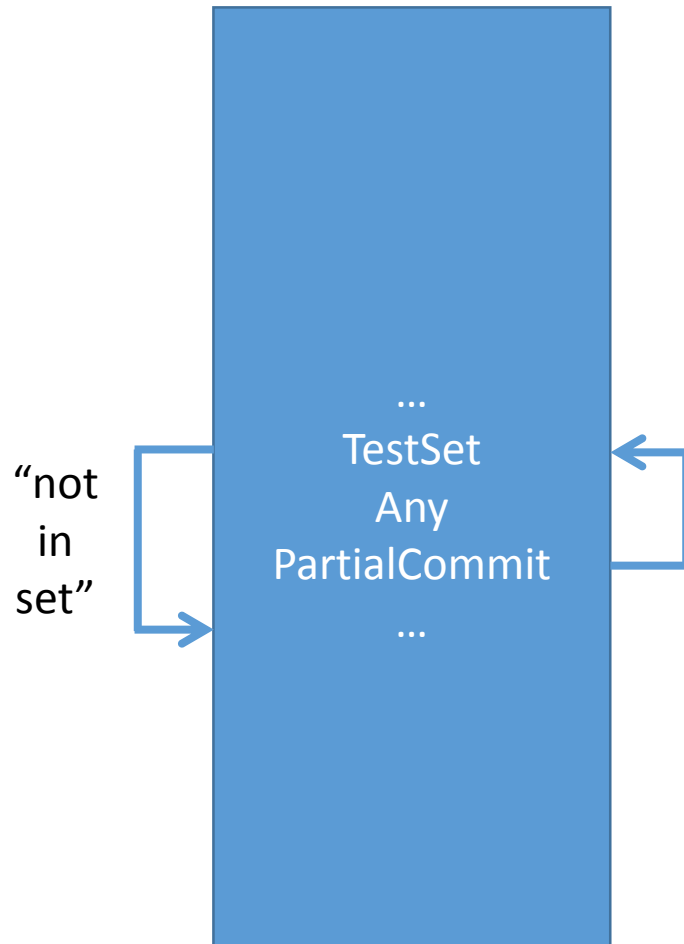 “not
in
set”
…
TestSet
Any
PartialCommit
…